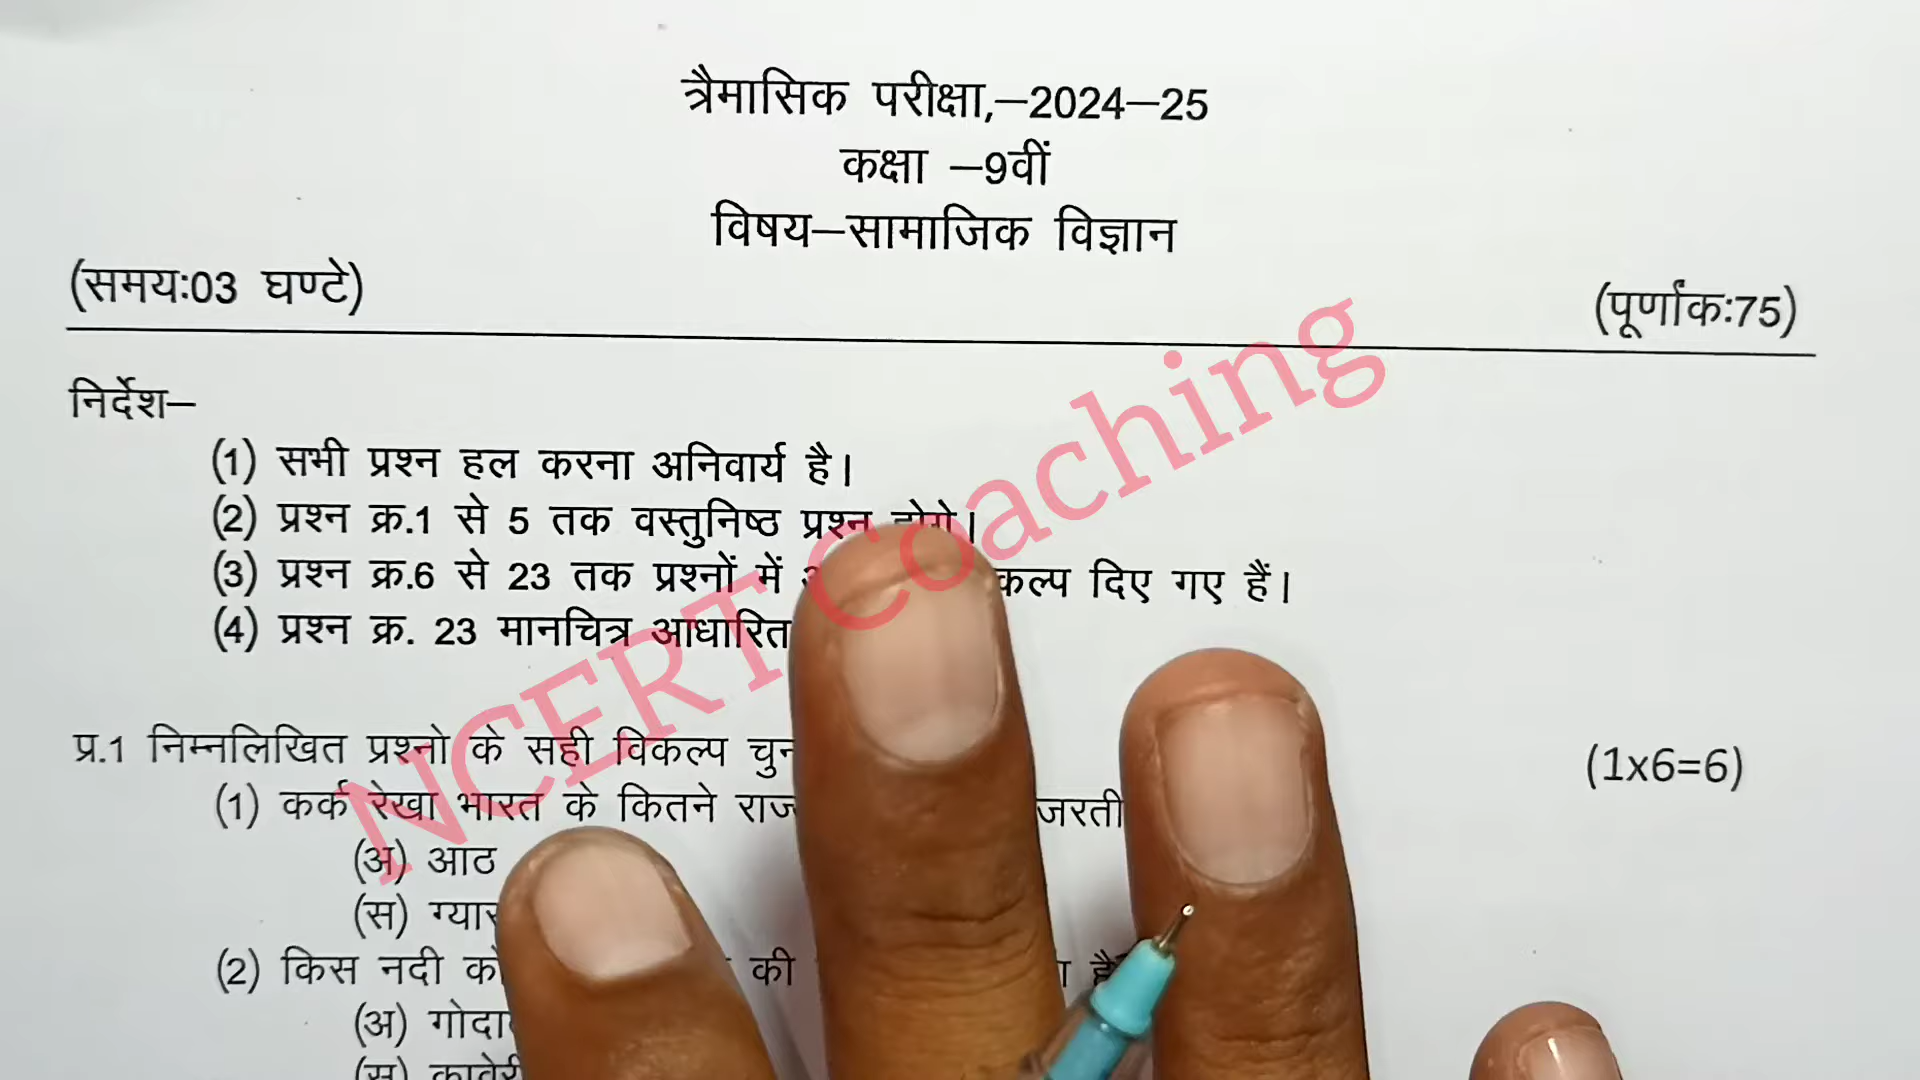 त्रैमासिक परीक्षा,–2024–25
कक्षा –9वीं
विषय–सामाजिक विज्ञान
(समय:03 घण्टे)
(पूर्णांक:75)
निर्देश–
(1) सभी प्रश्न हल करना अनिवार्य है।
(2) प्रश्न क्र.1 से 5 तक वस्तुनिष्ठ प्रश्न होगे।
(3) प्रश्न क्र.6 से 23 तक प्रश्नों में दिए गए हैं।
(4) प्रश्न क्र. 23 मानचित्र आधारित
NCERT Coaching
प्र.1 निम्नलिखित प्रश्नो के सही विकल्प
(1x6=6)
(1) कर्क रेखा भारत के कितने
(अ) आठ
(स)
(2) किस नदी की
(अ)
(स) कावेरी